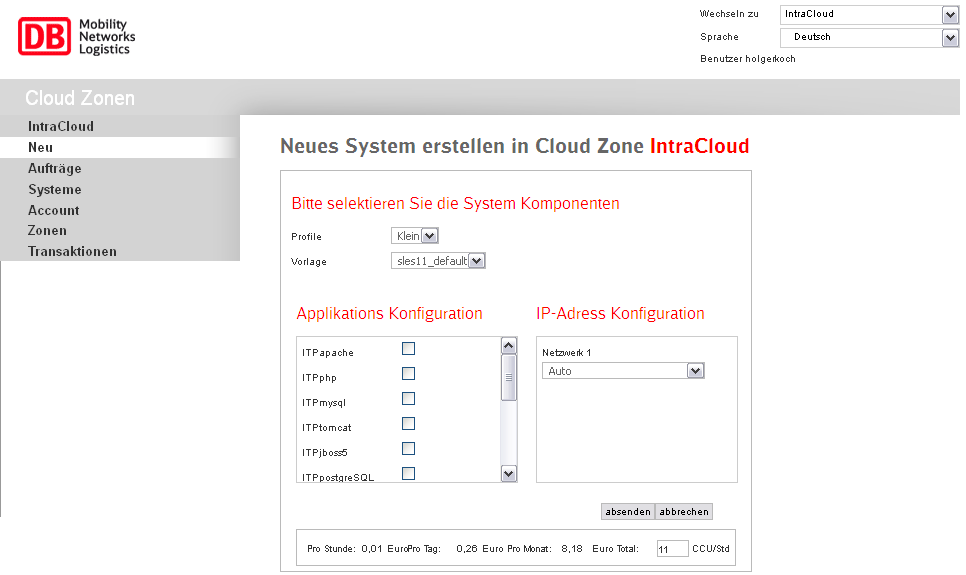 DB Mobility
Networks
Logistics
Wechseln zu IntraCloud
Sprache Deutsch
Benutzer holgerkoch
Cloud Zonen
IntraCloud
Neu
Aufträge
Systeme
Account
Zonen
Transaktionen
Neues System erstellen in Cloud Zone IntraCloud
Bitte selektieren Sie die System Komponenten
Profile Klein
Vorlage sles11_default
Applikations Konfiguration
ITPapache
ITPphp
ITPmysql
ITPtomcat
ITPjboss5
ITPpostgreSQL
IP-Adress Konfiguration
Netzwerk 1
Auto
absenden abbrechen
Pro Stunde: 0,01 EuroPro Tag: 0,26 Euro Pro Monat: 8,18 Euro Total: 11 CCU/Std